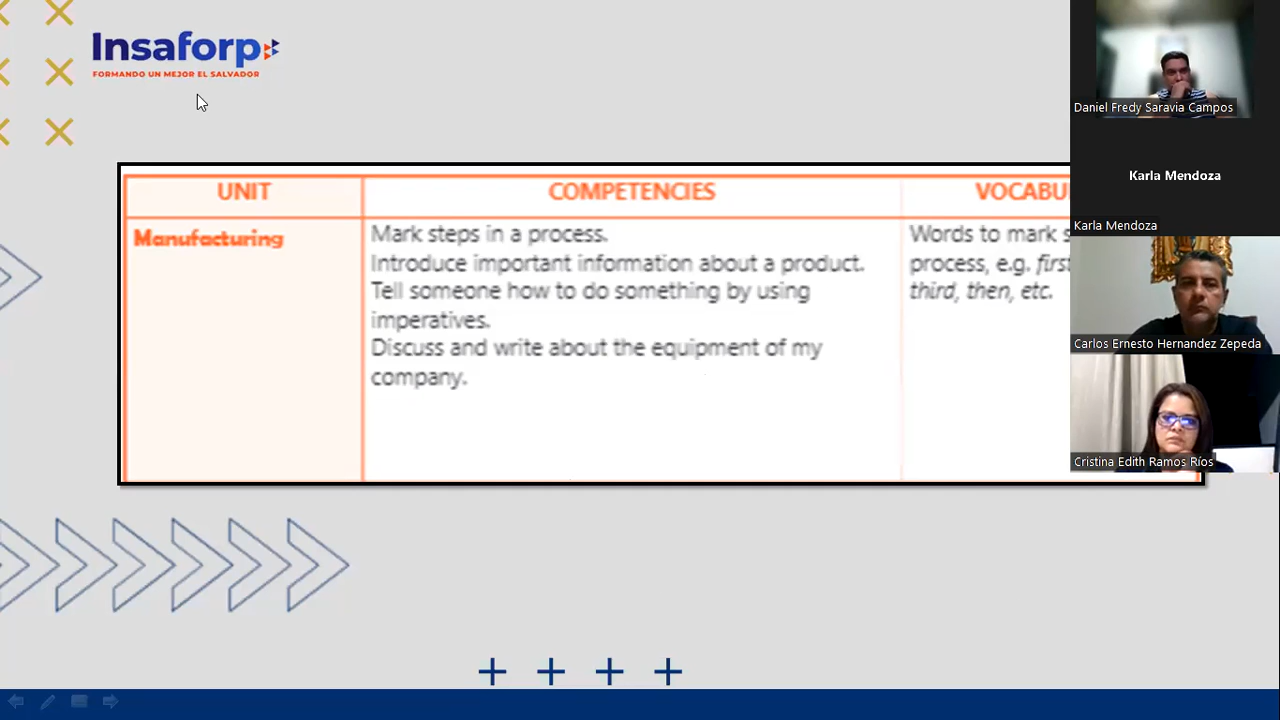 Insaforp
FORMANDO UN MEJOR EL SALVADOR
UNIT
COMPETENCIES
Manufacturing
Mark steps in a process.
Introduce important information about a product.
Tell someone how to do something by using
imperatives.
Discuss and write about the equipment of my
company.
Words to mark
process, e.g.
third, then, etc.
Daniel Fredy Saravia Campos
Karla Mendoza
Karla Mendoza
Carlos Ernesto Hernandez Zepeda
Cristina Edith Ramos Ríos